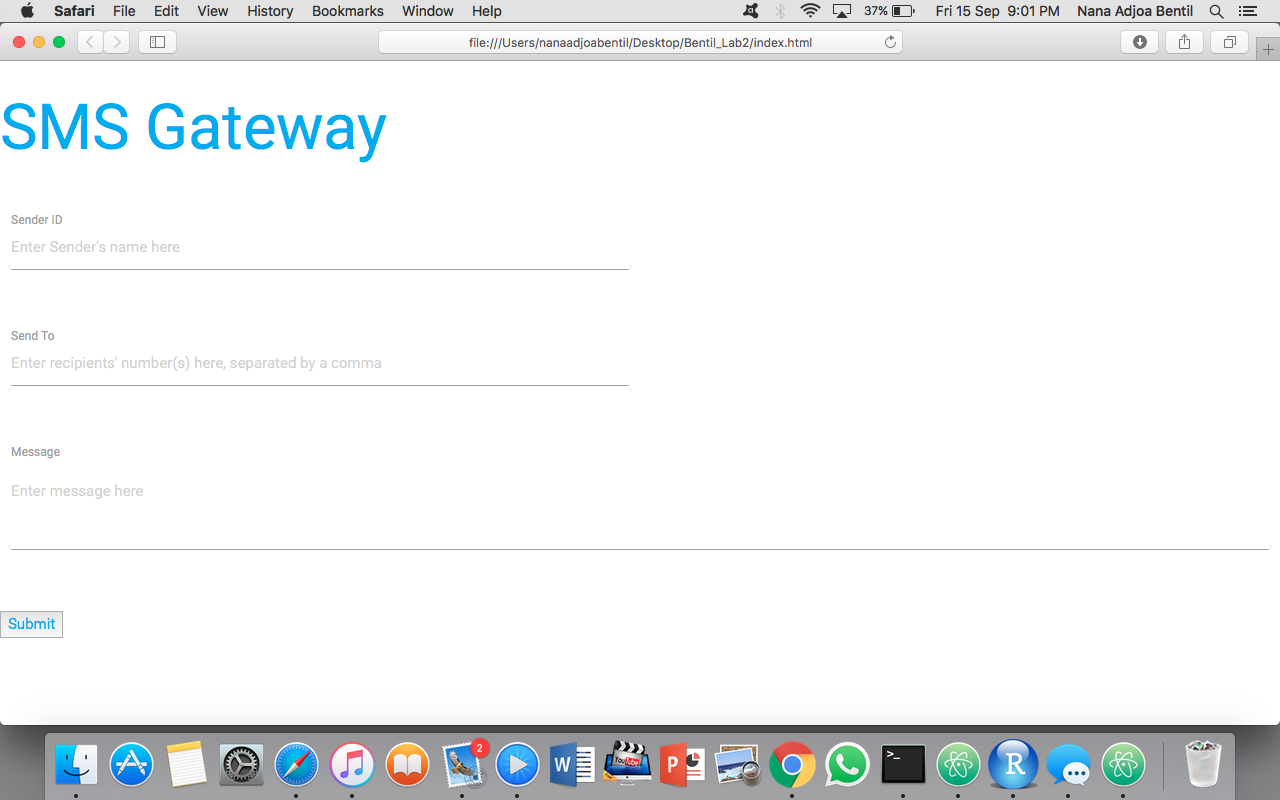 Safari File Edit View History Bookmarks Window Help 37% Fri 15 Sep 9:01 PM Nana Adjoa Bentil
file:///Users/nanaadjoabentil/Desktop/Bentil_Lab2/index.html
SMS Gateway
Sender ID
Enter Sender's name here
Send To
Enter recipients' number(s) here, separated by a comma
Message
Enter message here
Submit
2
W
YouTube
P
>_
R